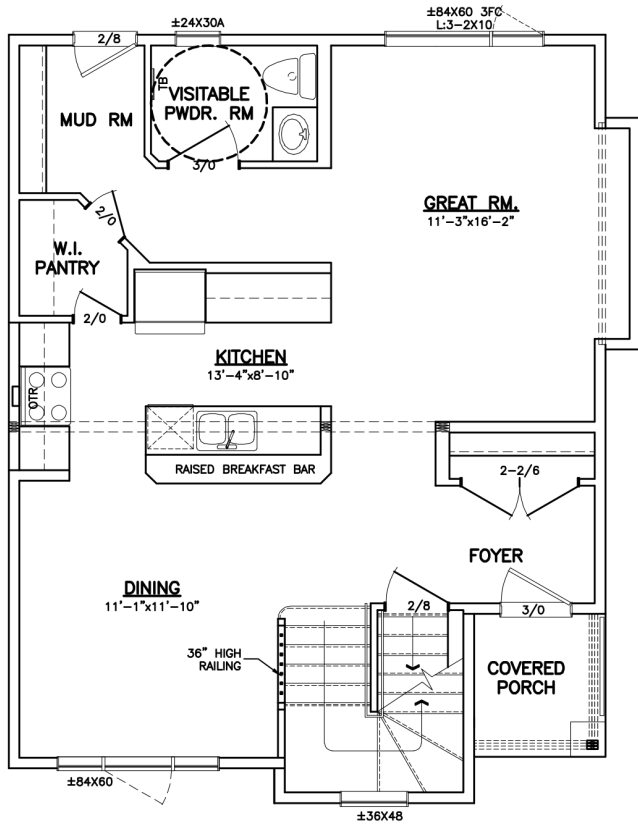 ±24X30A
±84X60 3FC
L:3-2X10
2/8
TB
MUD RM
VISITABLE
PWDR. RM
3/0
GREAT RM.
11'-3"x16'-2"
2/0
W.I.
PANTRY
2/0
KITCHEN
13'-4"x8'-10"
OTR
RAISED BREAKFAST BAR
2-2/6
FOYER
DINING
11'-1"x11'-10"
2/8
3/0
36" HIGH
RAILING
COVERED
PORCH
±84X60
±36X48